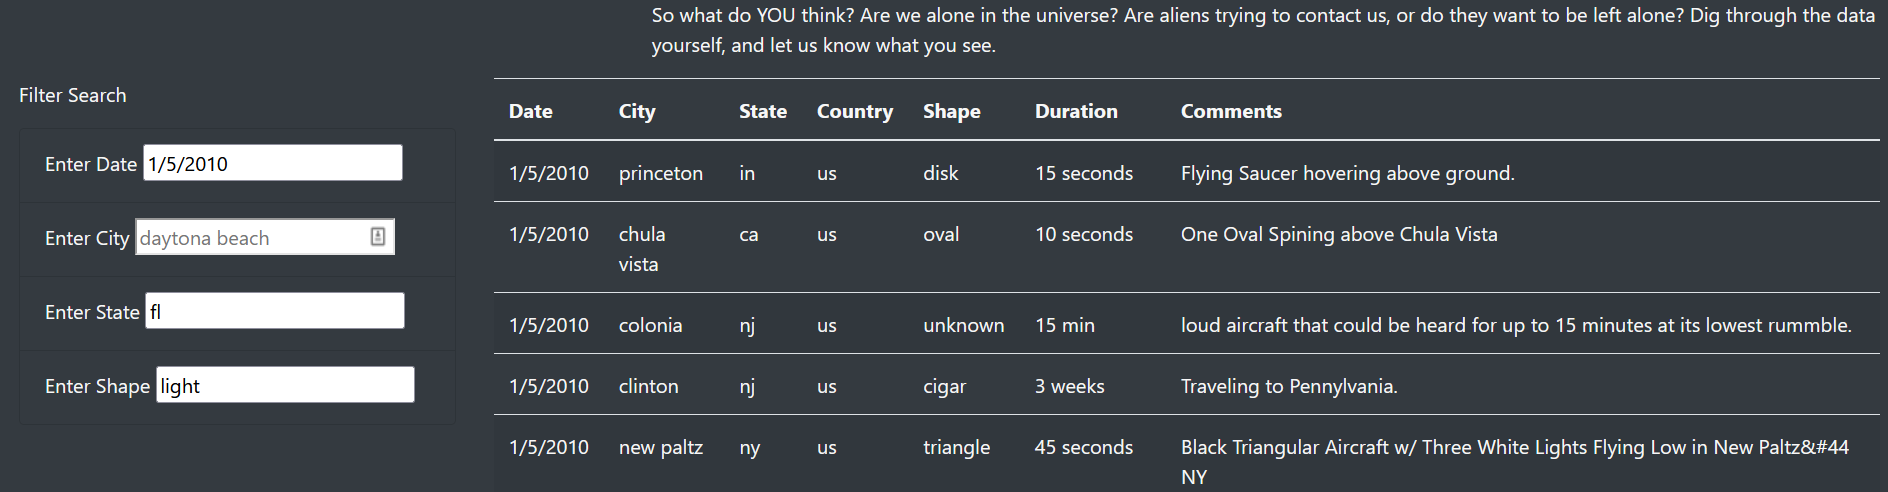 So what do YOU think? Are we alone in the universe? Are aliens trying to contact us, or do they want to be left alone? Dig through the data
yourself, and let us know what you see.
Filter Search
Enter Date 1/5/2010
Enter City daytona beach
Enter State fl
Enter Shape light
Date City State Country Shape Duration Comments
1/5/2010 princeton in us disk 15 seconds Flying Saucer hovering above ground.
1/5/2010 chula ca us oval 10 seconds One Oval Spining above Chula Vista
vista
1/5/2010 colonia nj us unknown 15 min loud aircraft that could be heard for up to 15 minutes at its lowest rummble.
1/5/2010 clinton nj us cigar 3 weeks Traveling to Pennylvania.
1/5/2010 new paltz ny us triangle 45 seconds Black Triangular Aircraft w/ Three White Lights Flying Low in New Paltz&#44
NY